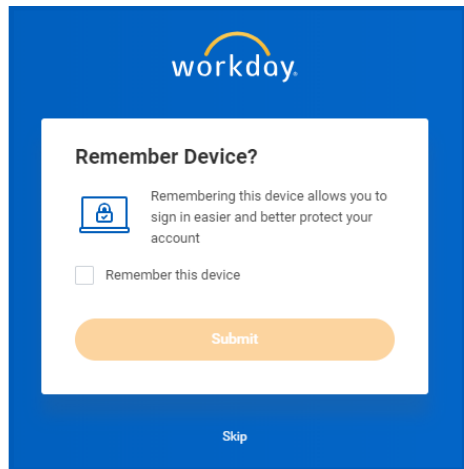 workday.
Remember Device?
Remembering this device allows you to
sign in easier and better protect your
account
Remember this device
Submit
Skip